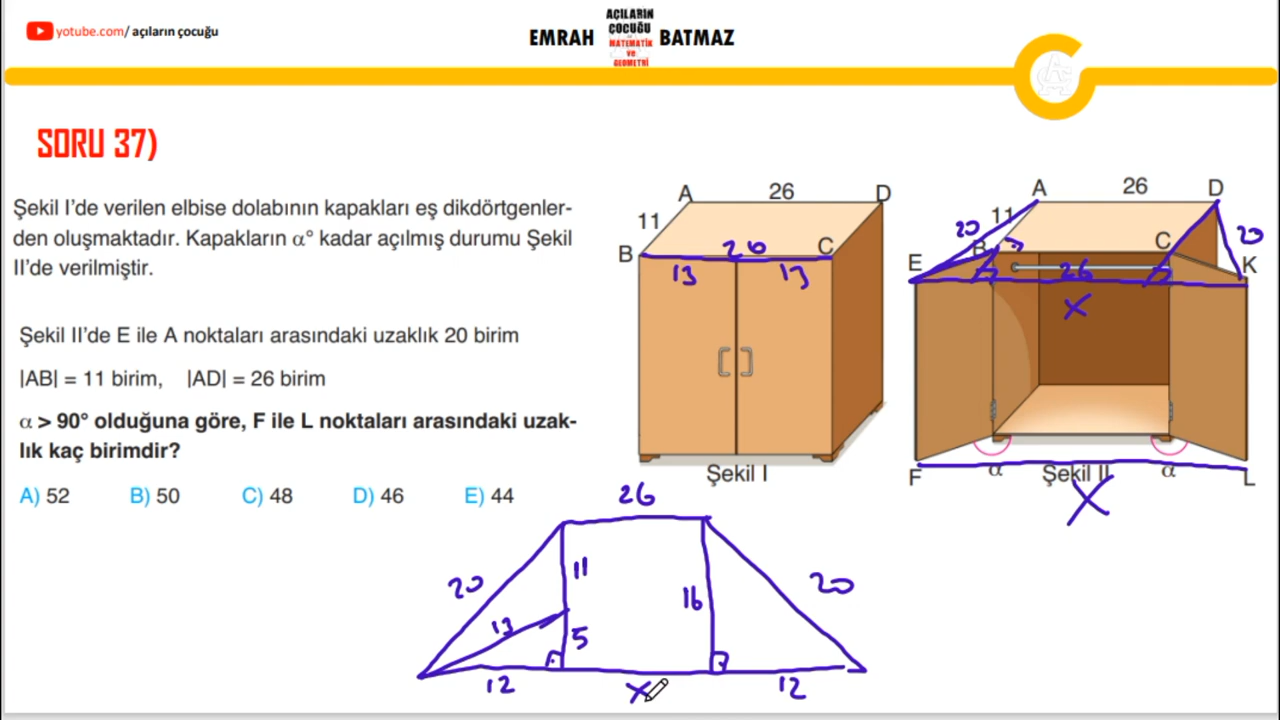 yotube.com/ açıların çocuğu
EMRAH
AÇILARIN
ÇOCUĞU
MATEMATİK
VE
GEOMETRİ
BATMAZ
SORU 37)
Şekil I'de verilen elbise dolabının kapakları eş dikdörtgenler-
den oluşmaktadır. Kapakların α° kadar açılmış durumu Şekil
II'de verilmiştir.
Şekil II'de E ile A noktaları arasındaki uzaklık 20 birim
|AB| = 11 birim, |AD| = 26 birim
α > 90° olduğuna göre, F ile L noktaları arasındaki uzak-
lık kaç birimdir?
A) 52 B) 50 C) 48 D) 46 E) 44
A 26 D
11
B 26 C
13 13
Şekil I
A 26 D
20 11 20
B C
E K
26
X
F α Şekil II α L
X
26
20 11 16 20
13 5
12 X 12